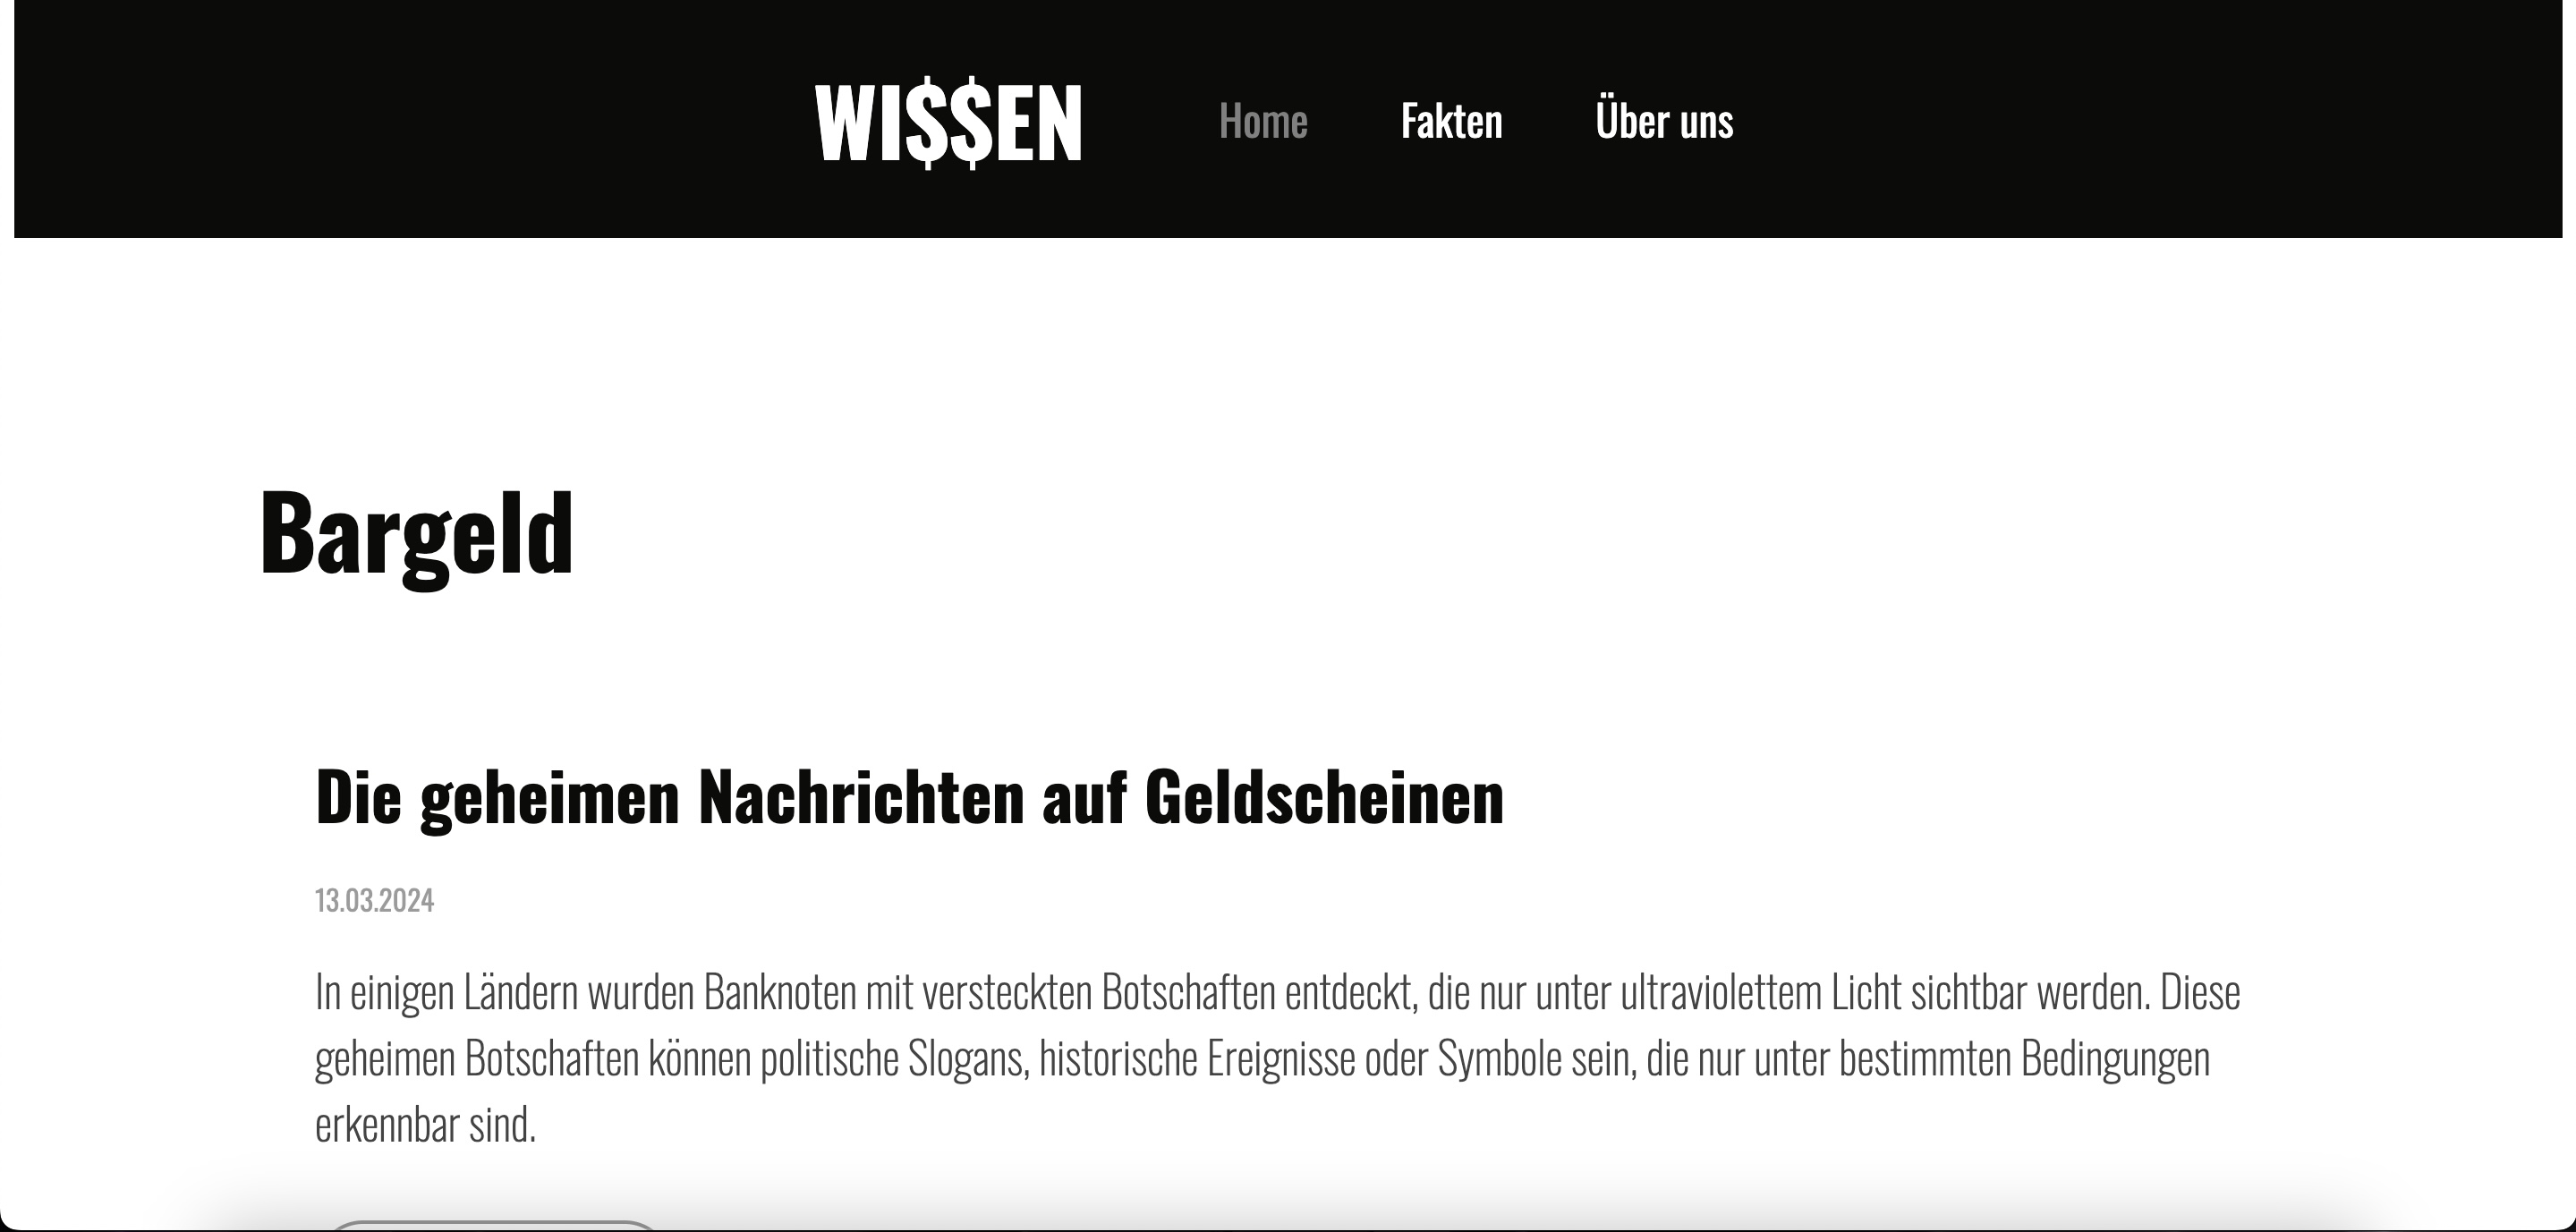 WI$$EN
Home
Fakten
Über uns
Bargeld
Die geheimen Nachrichten auf Geldscheinen
13.03.2024
In einigen Ländern wurden Banknoten mit versteckten Botschaften entdeckt, die nur unter ultraviolettem Licht sichtbar werden. Diese
geheimen Botschaften können politische Slogans, historische Ereignisse oder Symbole sein, die nur unter bestimmten Bedingungen
erkennbar sind.